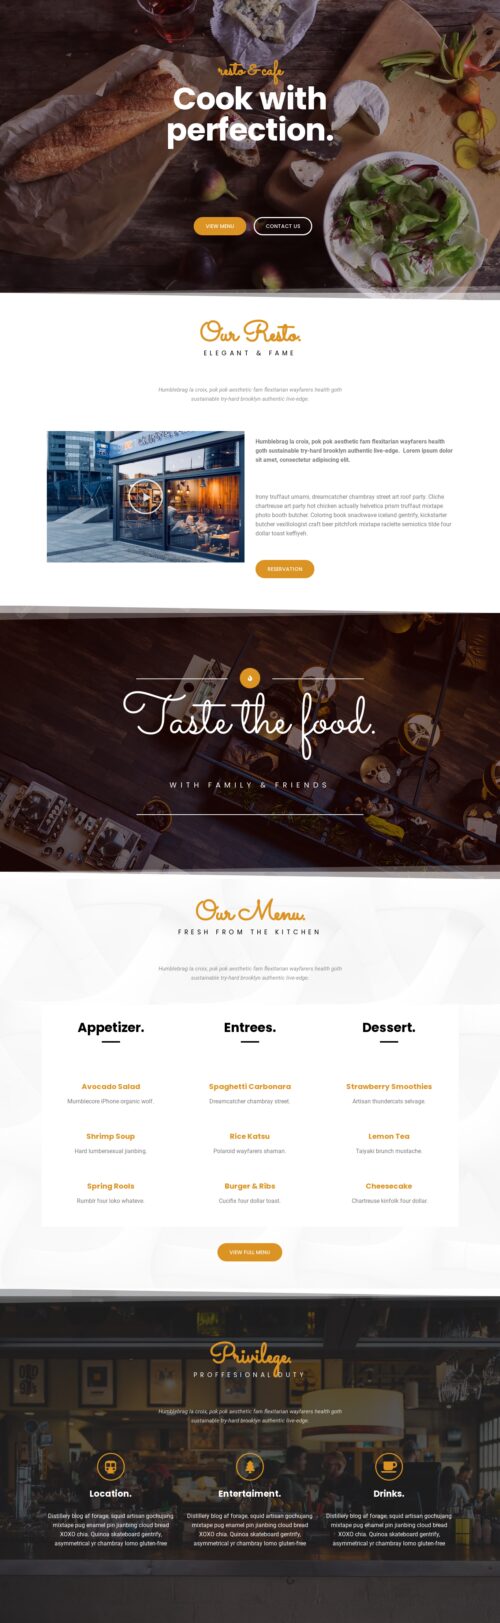 resto & cafe
Cook with
perfection.
VIEW MENU
CONTACT US
Our Resto.
ELEGANT & FAME
Humblebrag la croix, pok pok aesthetic fam flexitarian wayfarers health goth
sustainable try-hard brooklyn authentic live-edge.
Humblebrag la croix, pok pok aesthetic fam flexitarian wayfarers health
goth sustainable try-hard brooklyn authentic live-edge. Lorem ipsum dolor
sit amet, consectetur adipiscing elit.
Irony truffaut umami, dreamcatcher chambray street art roof party. Cliche
chartreuse art party hot chicken actually helvetica prism truffaut mixtape
photo booth butcher. Coloring book snackwave iceland gentrify, kickstarter
butcher vexillologist craft beer pitchfork mixtape raclette semiotics tilde four
dollar toast keffiyeh.
RESERVATION
Taste the food.
WITH FAMILY & FRIENDS
Our Menu.
FRESH FROM THE KITCHEN
Humblebrag la croix, pok pok aesthetic fam flexitarian wayfarers health goth
sustainable try-hard brooklyn authentic live-edge.
Appetizer.
Avocado Salad
Mumblecore iPhone organic wolf.
Shrimp Soup
Hard lumbersexual jianbing.
Spring Rools
Rumblr four loko whateve.
Entrees.
Spaghetti Carbonara
Dreamcatcher chambray street.
Rice Katsu
Polaroid wayfarers shaman.
Burger & Ribs
Cucifix four dollar toast.
Dessert.
Strawberry Smoothies
Artisan thundercats selvage.
Lemon Tea
Taiyaki brunch mustache.
Cheesecake
Chartreuse kinfolk four dollar.
VIEW FULL MENU
Privilege.
PROFFESIONAL DUTY
Humblebrag la croix, pok pok aesthetic fam flexitarian wayfarers health goth
sustainable try-hard brooklyn authentic live-edge.
Location.
Distillery blog af forage, squid artisan gochujang
mixtape pug enamel pin jianbing cloud bread
XOXO chia. Quinoa skateboard gentrify,
asymmetrical yr chambray lomo gluten-free
Entertaiment.
Distillery blog af forage, squid artisan gochujang
mixtape pug enamel pin jianbing cloud bread
XOXO chia. Quinoa skateboard gentrify,
asymmetrical yr chambray lomo gluten-free
Drinks.
Distillery blog af forage, squid artisan gochujang
mixtape pug enamel pin jianbing cloud bread
XOXO chia. Quinoa skateboard gentrify,
asymmetrical yr chambray lomo gluten-free